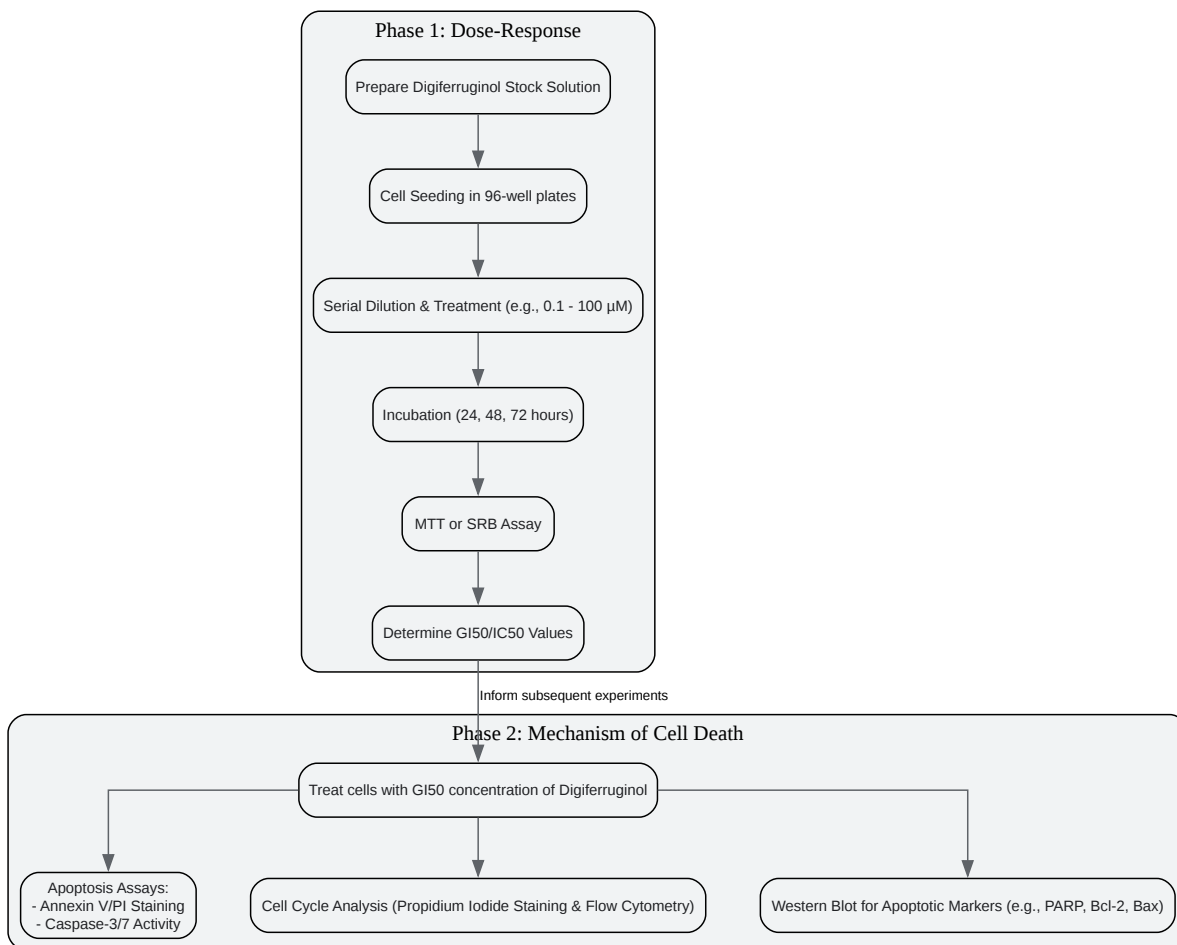 Phase 1: Dose-Response
Prepare Digiferruginol Stock Solution
Cell Seeding in 96-well plates
Serial Dilution & Treatment (e.g., 0.1 - 100 µM)
Incubation (24, 48, 72 hours)
MTT or SRB Assay
Determine GI50/IC50 Values
Inform subsequent experiments
Phase 2: Mechanism of Cell Death
Treat cells with GI50 concentration of Digiferruginol
Apoptosis Assays:
- Annexin V/PI Staining
- Caspase-3/7 Activity
Cell Cycle Analysis (Propidium Iodide Staining & Flow Cytometry)
Western Blot for Apoptotic Markers (e.g., PARP, Bcl-2, Bax)